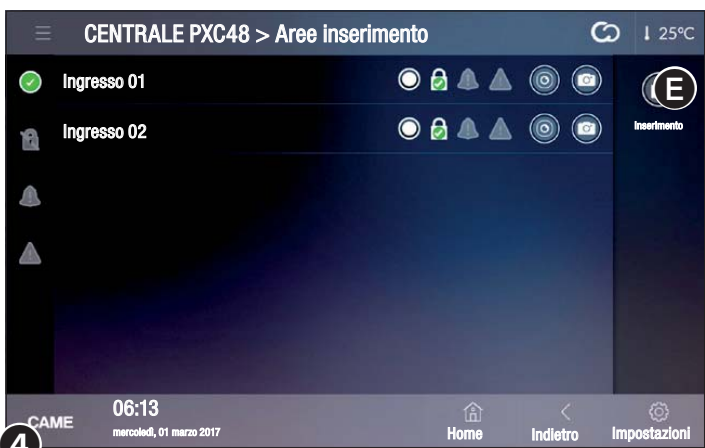 CENTRALE PXC48 > Aree inserimento
25°C
Ingresso 01
E
Inserimento
Ingresso 02
06:13
CAME
mercoledì, 01 marzo 2017
Home
Indietro
Impostazioni
4